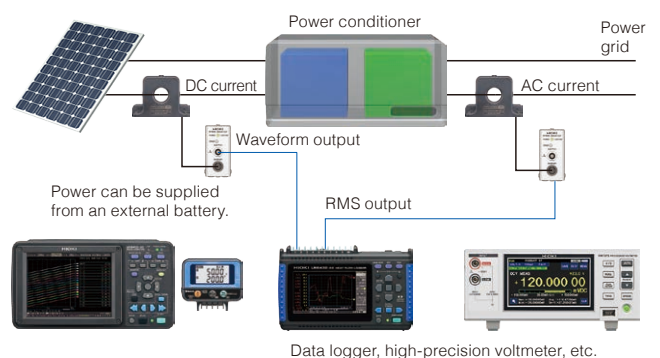 Power conditioner
Power
grid
DC current
AC current
Waveform output
Power can be supplied
from an external battery.
RMS output
HIOKI
+120.000 00
Data logger, high-precision voltmeter, etc.